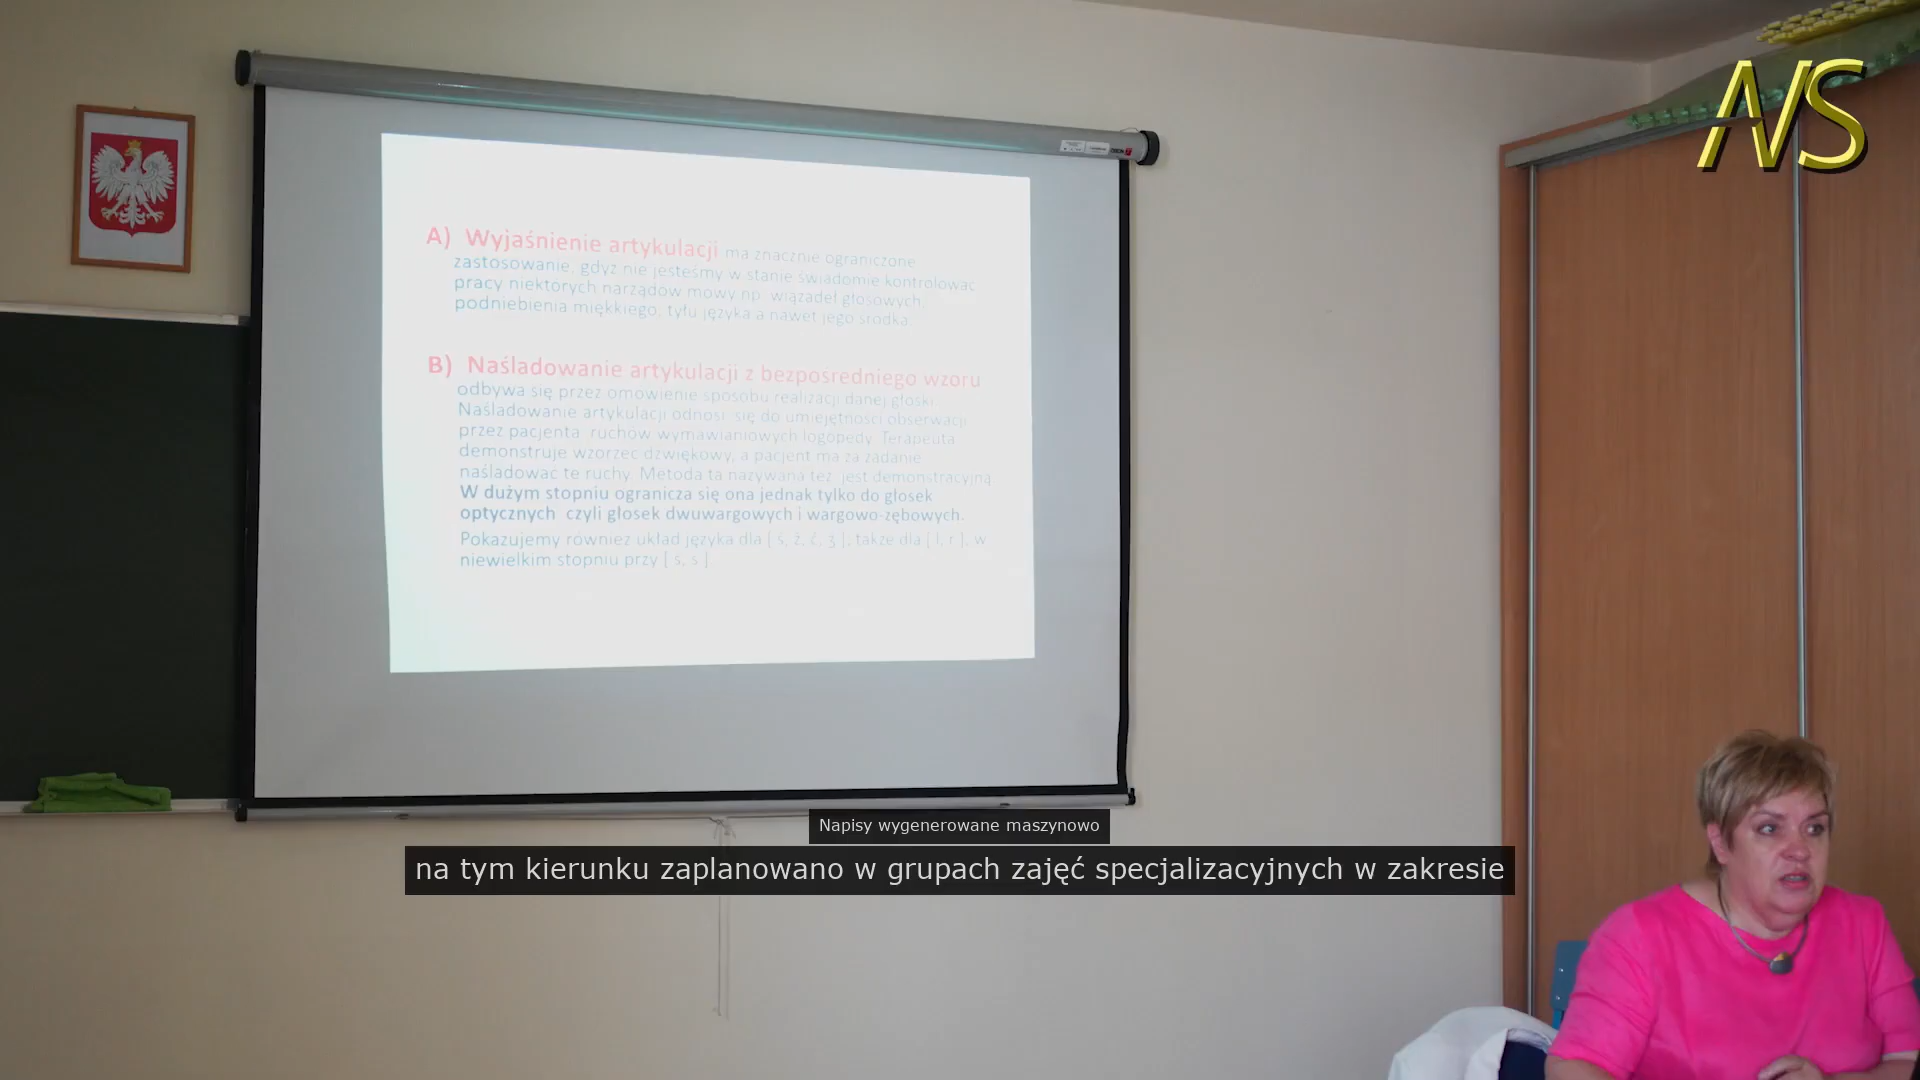 NS
A) Wyjaśnienie artykulacji ma znacznie ograniczone
zastosowanie, gdyż nie jesteśmy w stanie świadomie kontrolować
pracy niektórych narządów mowy np. wiązadeł głosowych,
podniebienia miękkiego, tyłu języka a nawet jego środka.
B) Naśladowanie artykulacji z bezpośredniego wzoru
odbywa się przez omówienie sposobu realizacji danej głoski.
Naśladowanie artykulacji odnosi się do umiejętności obserwacji
przez pacjenta ruchów wymawianiowych logopedy. Terapeuta
demonstruje wzorzec dźwiękowy, a pacjent ma za zadanie
naśladować te ruchy. Metoda ta nazywana też jest demonstracyjną
W dużym stopniu ogranicza się ona jednak tylko do głosek
optycznych czyli głosek dwuwargowych i wargowo-zębowych.
Pokazujemy również układ języka dla [ š, ž, č, ǯ ], także dla [ l, r ], w
niewielkim stopniu przy [ s, ś ]
Napisy wygenerowane maszynowo
na tym kierunku zaplanowano w grupach zajęć specjalizacyjnych w zakresie